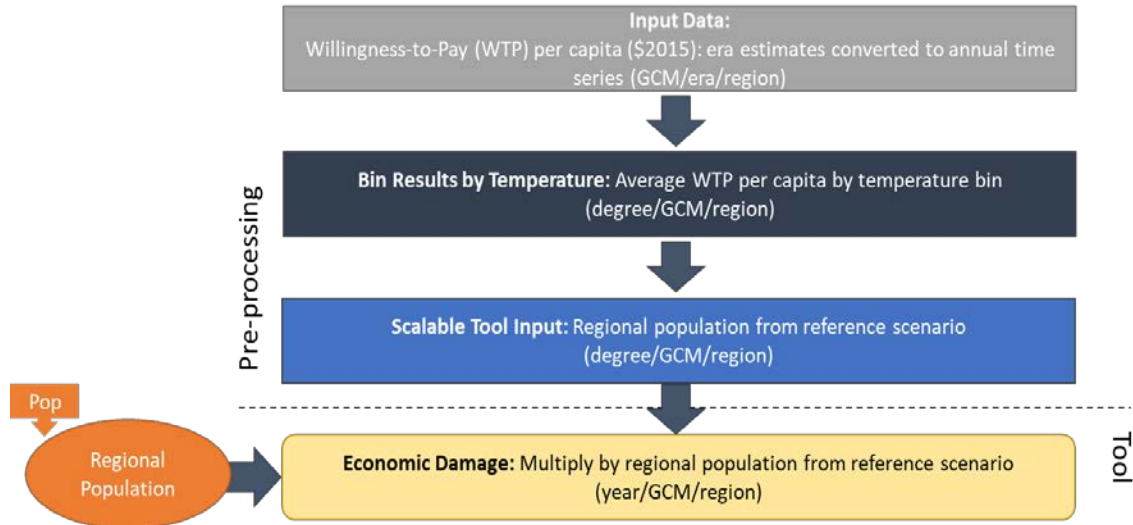 Input Data:
Willingness-to-Pay (WTP) per capita ($2015): era estimates converted to annual time
series (GCM/era/region)
Bin Results by Temperature: Average WTP per capita by temperature bin
(degree/GCM/region)
Pre-processing
Scalable Tool Input: Regional population from reference scenario
(degree/GCM/region)
Pop
Regional
Population
Economic Damage: Multiply by regional population from reference scenario
(year/GCM/region)
Tool